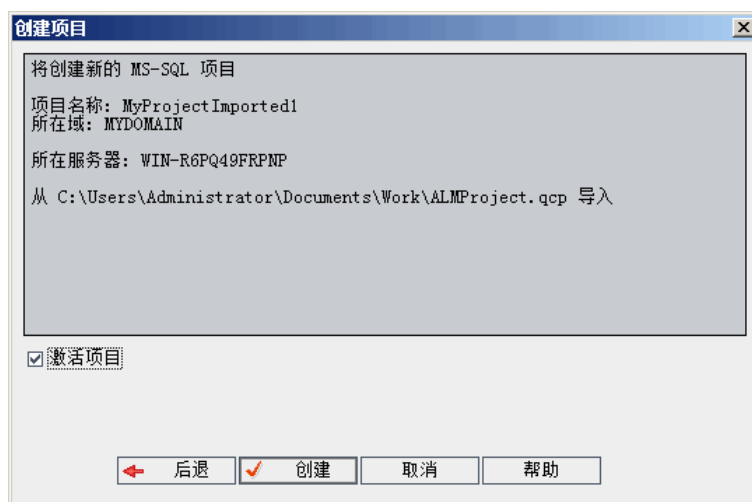 创建项目
将创建新的 MS-SQL 项目
项目名称: MyProjectImported1
所在域: MYDOMAIN
所在服务器: WIN-R6PQ49FRPNP
从 C:\Users\Administrator\Documents\Work\ALMProject.qcp 导入
激活项目
后退 创建 取消 帮助